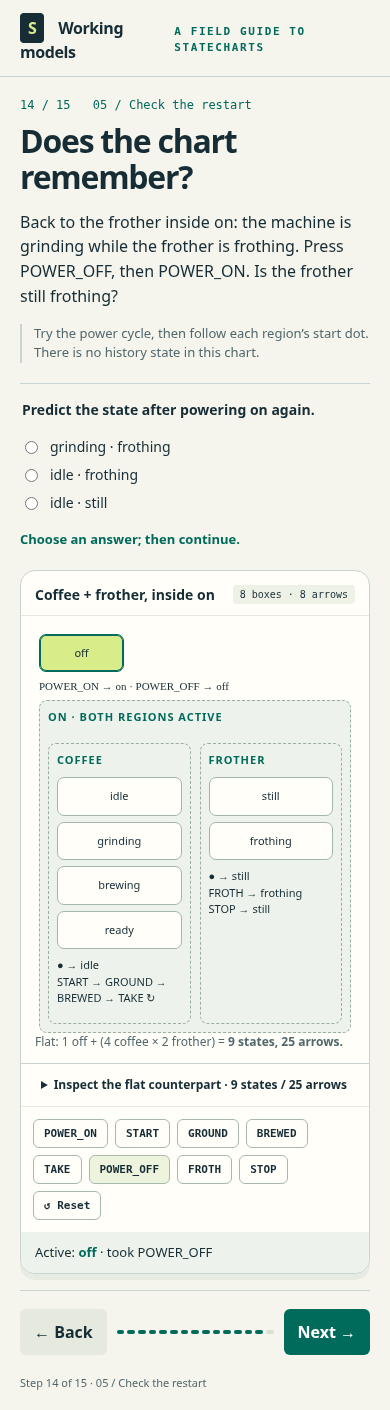 S Working models
A FIELD GUIDE TO STATECHARTS
14 / 15 05 / Check the restart
Does the chart
remember?
Back to the frother inside on: the machine is
grinding while the frother is frothing. Press
POWER_OFF, then POWER_ON. Is the frother
still frothing?
Try the power cycle, then follow each region’s start dot.
There is no history state in this chart.
Predict the state after powering on again.
grinding · frothing
idle · frothing
idle · still
Choose an answer; then continue.
Coffee + frother, inside on
8 boxes · 8 arrows
off
POWER_ON → on · POWER_OFF → off
ON · BOTH REGIONS ACTIVE
COFFEE
idle
grinding
brewing
ready
● → idle
START → GROUND →
BREWED → TAKE ↻
FROTHER
still
frothing
● → still
FROTH → frothing
STOP → still
Flat: 1 off + (4 coffee × 2 frother) = 9 states, 25 arrows.
▶ Inspect the flat counterpart · 9 states / 25 arrows
POWER_ON START GROUND BREWED
TAKE POWER_OFF FROTH STOP
↺ Reset
Active: off · took POWER_OFF
← Back
Next →
Step 14 of 15 · 05 / Check the restart